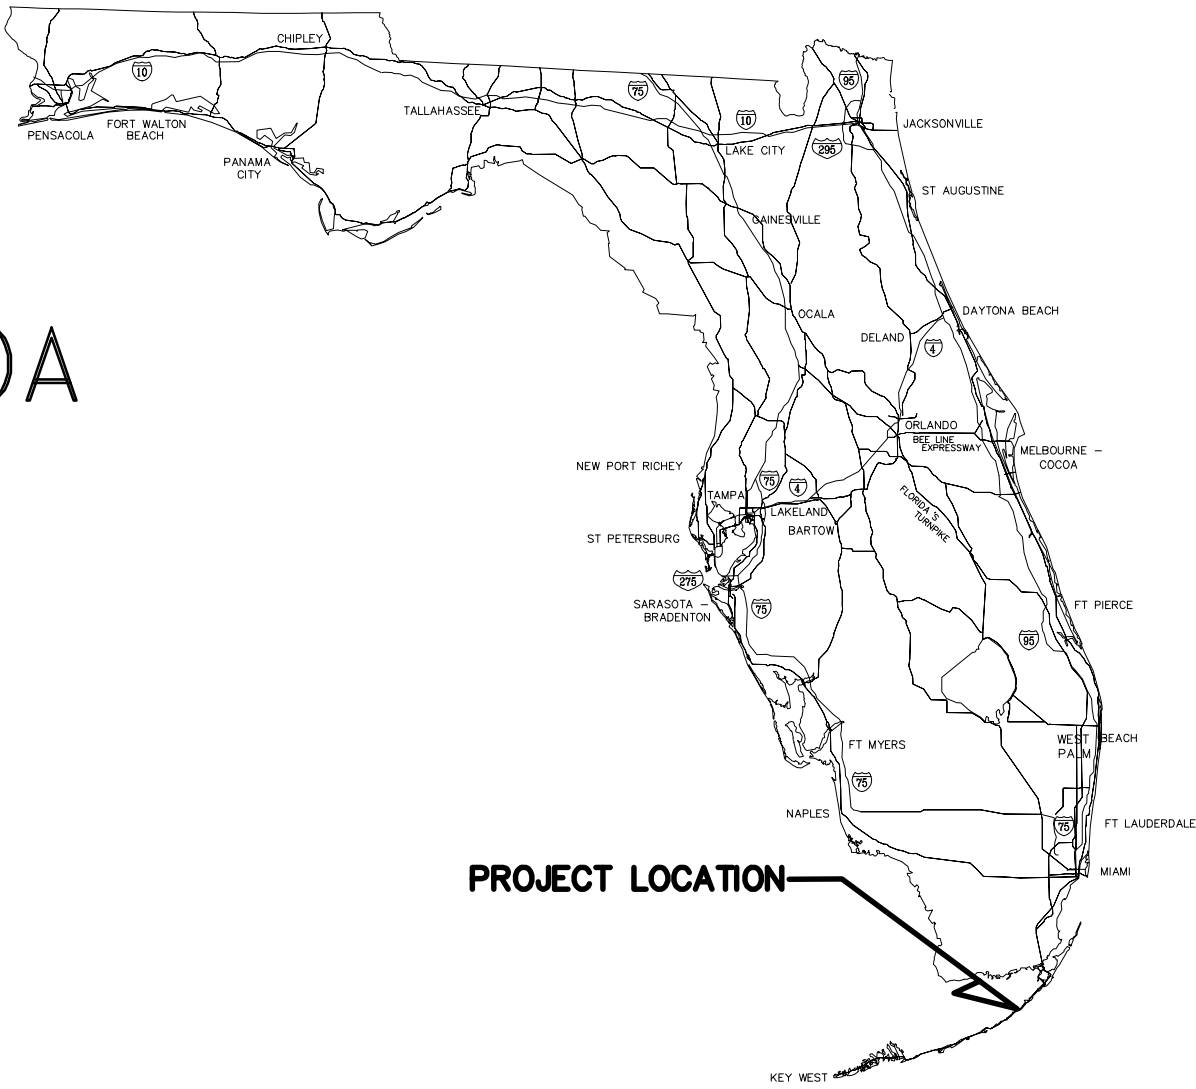 CHIPLEY
10
95
75
TALLAHASSEE
10
JACKSONVILLE
PENSACOLA
FORT WALTON
BEACH
LAKE CITY
295
PANAMA
CITY
ST AUGUSTINE
GAINESVILLE
OCALA
DAYTONA BEACH
DELAND
4
DA
ORLANDO
BEE LINE
EXPRESSWAY
MELBOURNE –
COCOA
NEW PORT RICHEY
75
4
TAMPA
LAKELAND
BARTOW
FLORIDA'S
TURNPIKE
ST PETERSBURG
275
SARASOTA –
BRADENTON
75
FT PIERCE
95
FT MYERS
WEST
PALM
BEACH
75
NAPLES
75
FT LAUDERDALE
PROJECT LOCATION
MIAMI
KEY WEST